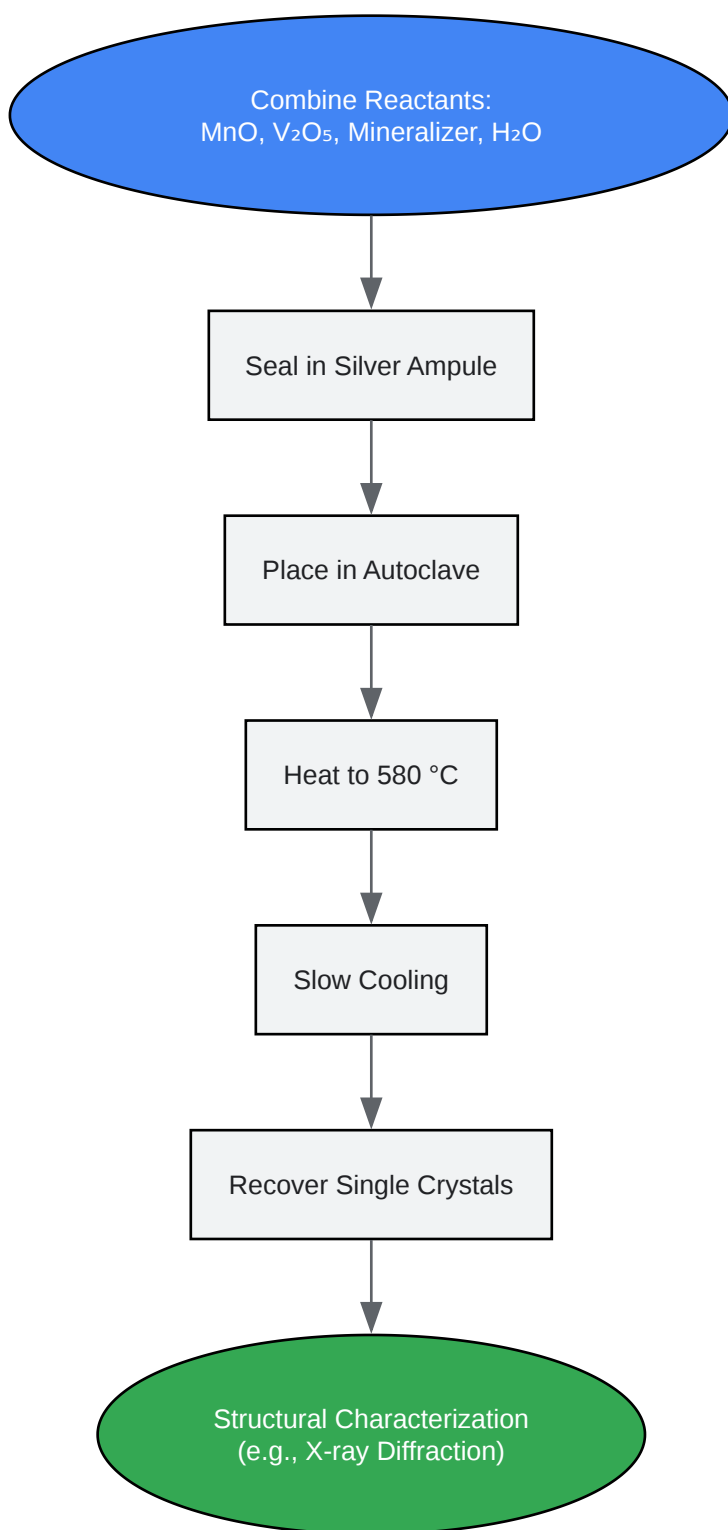 Combine Reactants:
MnO, V₂O₅, Mineralizer, H₂O
Seal in Silver Ampule
Place in Autoclave
Heat to 580 °C
Slow Cooling
Recover Single Crystals
Structural Characterization
(e.g., X-ray Diffraction)